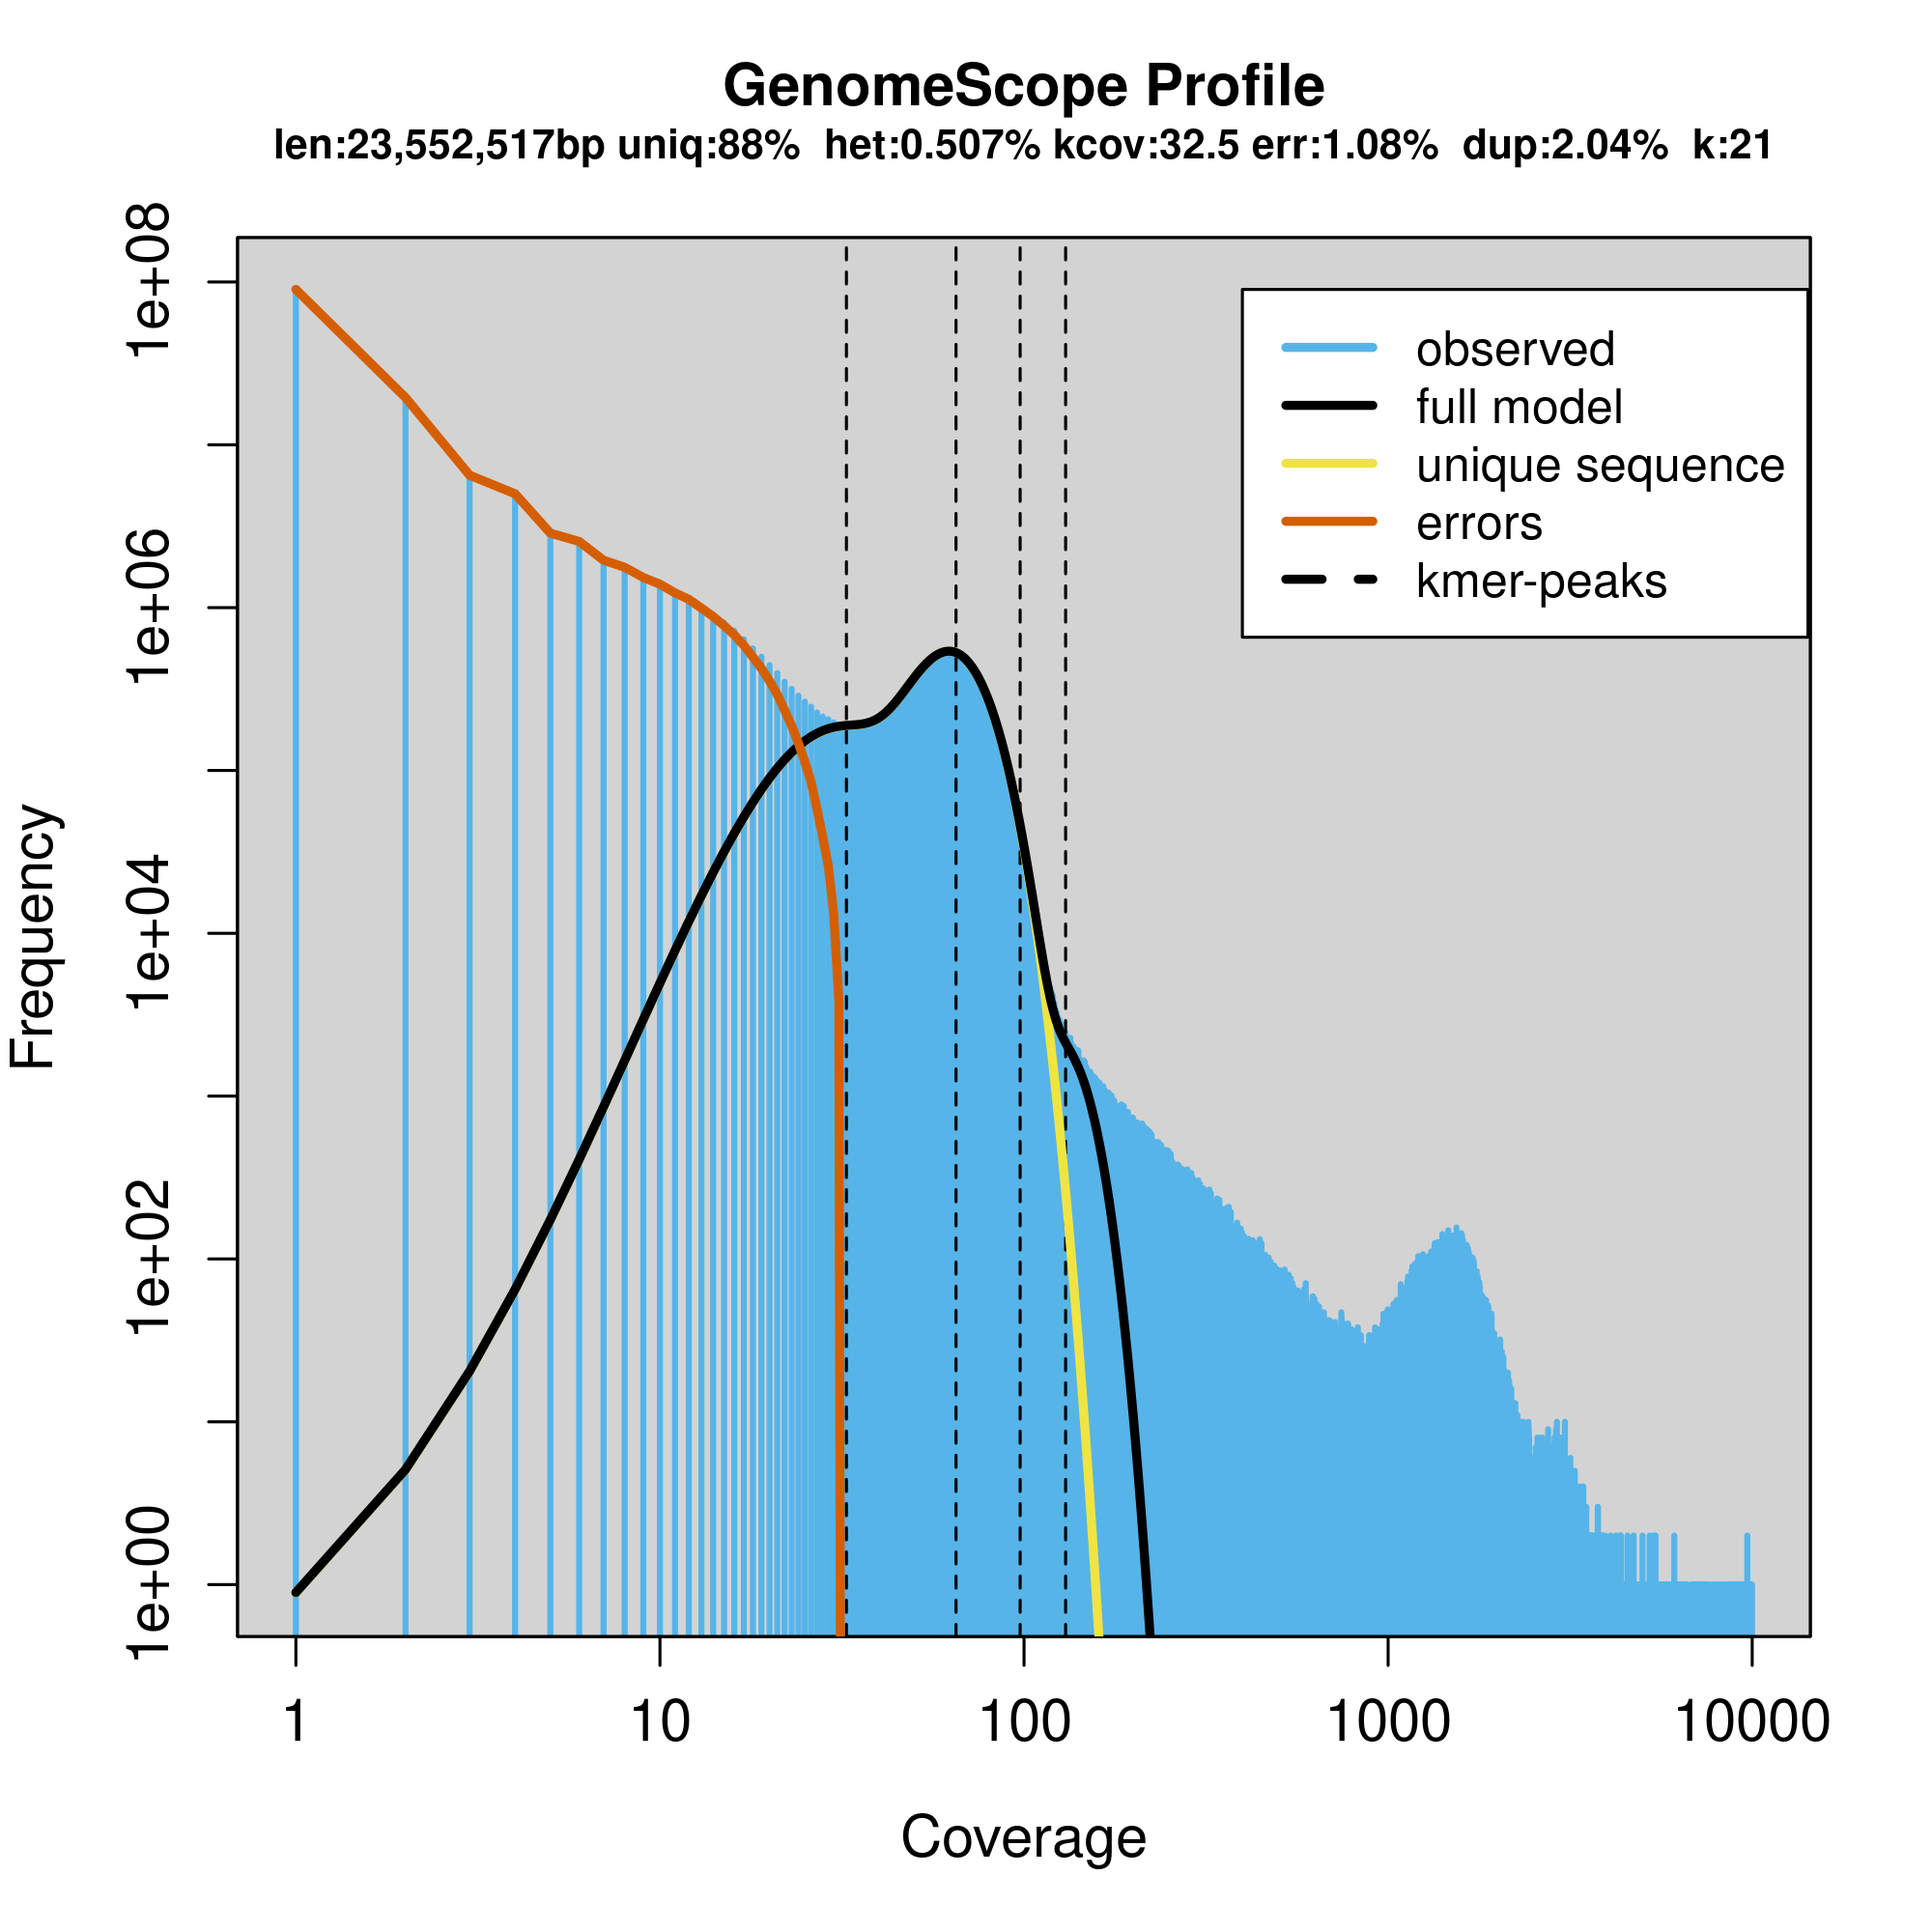 GenomeScope Profile
len:23,552,517bp uniq:88% het:0.507% kcov:32.5 err:1.08% dup:2.04% k:21
observed
full model
unique sequence
errors
kmer-peaks
Frequency
1e+08
1e+06
1e+04
1e+02
1e+00
1 10 100 1000 10000
Coverage